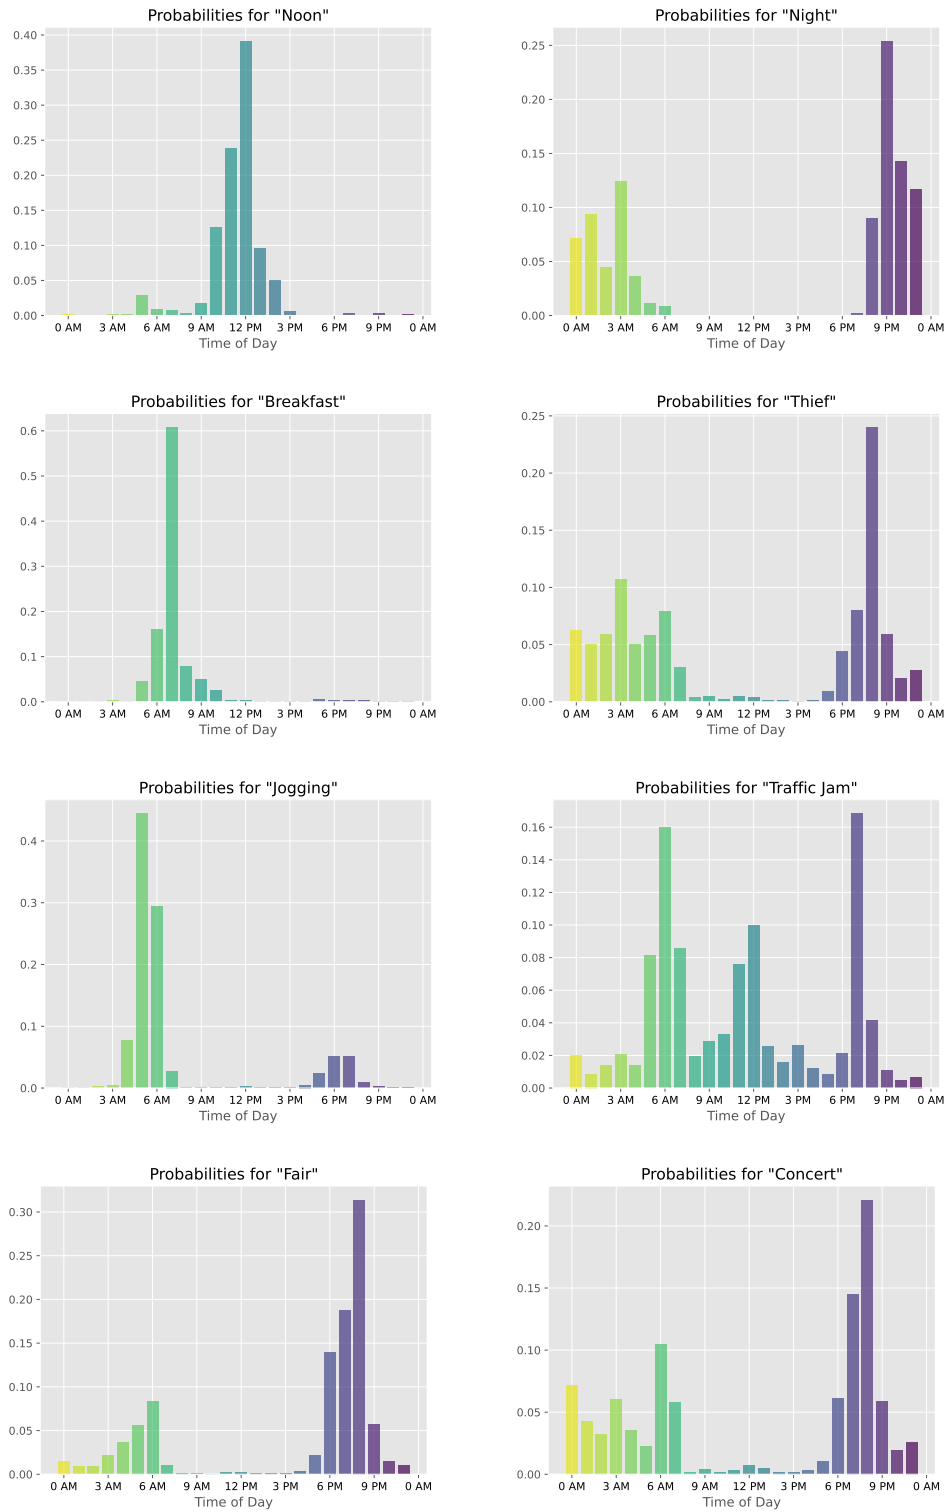 Probabilities for "Noon"
0.40
0.35
0.30
0.25
0.20
0.15
0.10
0.05
0.00
0 AM 3 AM 6 AM 9 AM 12 PM 3 PM 6 PM 9 PM 0 AM
Time of Day
Probabilities for "Night"
0.25
0.20
0.15
0.10
0.05
0.00
0 AM 3 AM 6 AM 9 AM 12 PM 3 PM 6 PM 9 PM 0 AM
Time of Day
Probabilities for "Breakfast"
0.6
0.5
0.4
0.3
0.2
0.1
0.0
0 AM 3 AM 6 AM 9 AM 12 PM 3 PM 6 PM 9 PM 0 AM
Time of Day
Probabilities for "Thief"
0.25
0.20
0.15
0.10
0.05
0.00
0 AM 3 AM 6 AM 9 AM 12 PM 3 PM 6 PM 9 PM 0 AM
Time of Day
Probabilities for "Jogging"
0.4
0.3
0.2
0.1
0.0
0 AM 3 AM 6 AM 9 AM 12 PM 3 PM 6 PM 9 PM 0 AM
Time of Day
Probabilities for "Traffic Jam"
0.16
0.14
0.12
0.10
0.08
0.06
0.04
0.02
0.00
0 AM 3 AM 6 AM 9 AM 12 PM 3 PM 6 PM 9 PM 0 AM
Time of Day
Probabilities for "Fair"
0.30
0.25
0.20
0.15
0.10
0.05
0.00
0 AM 3 AM 6 AM 9 AM 12 PM 3 PM 6 PM 9 PM 0 AM
Time of Day
Probabilities for "Concert"
0.20
0.15
0.10
0.05
0.00
0 AM 3 AM 6 AM 9 AM 12 PM 3 PM 6 PM 9 PM 0 AM
Time of Day